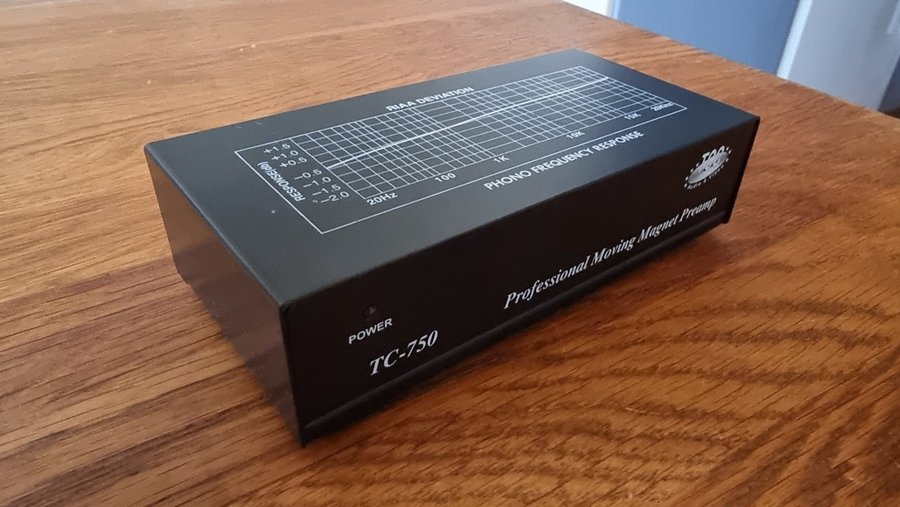 RIAA DEVIATION
RESPONSE(dB)
+1.5
+1.0
+0.5
-0.5
-1.0
-1.5
-2.0
20Hz
100
1K
10K
15K
20KHz
PHONO FREQUENCY RESPONSE
TCC
Professional Moving Magnet Preamp
POWER
TC-750